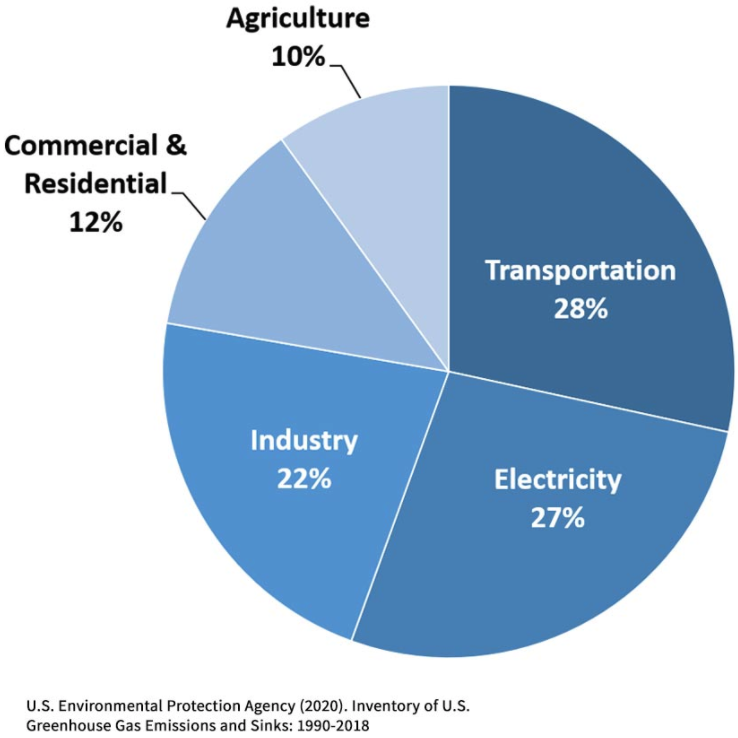 Agriculture
10%
Commercial &
Residential
12%
Transportation
28%
Industry
22%
Electricity
27%
U.S. Environmental Protection Agency (2020). Inventory of U.S.
Greenhouse Gas Emissions and Sinks: 1990-2018